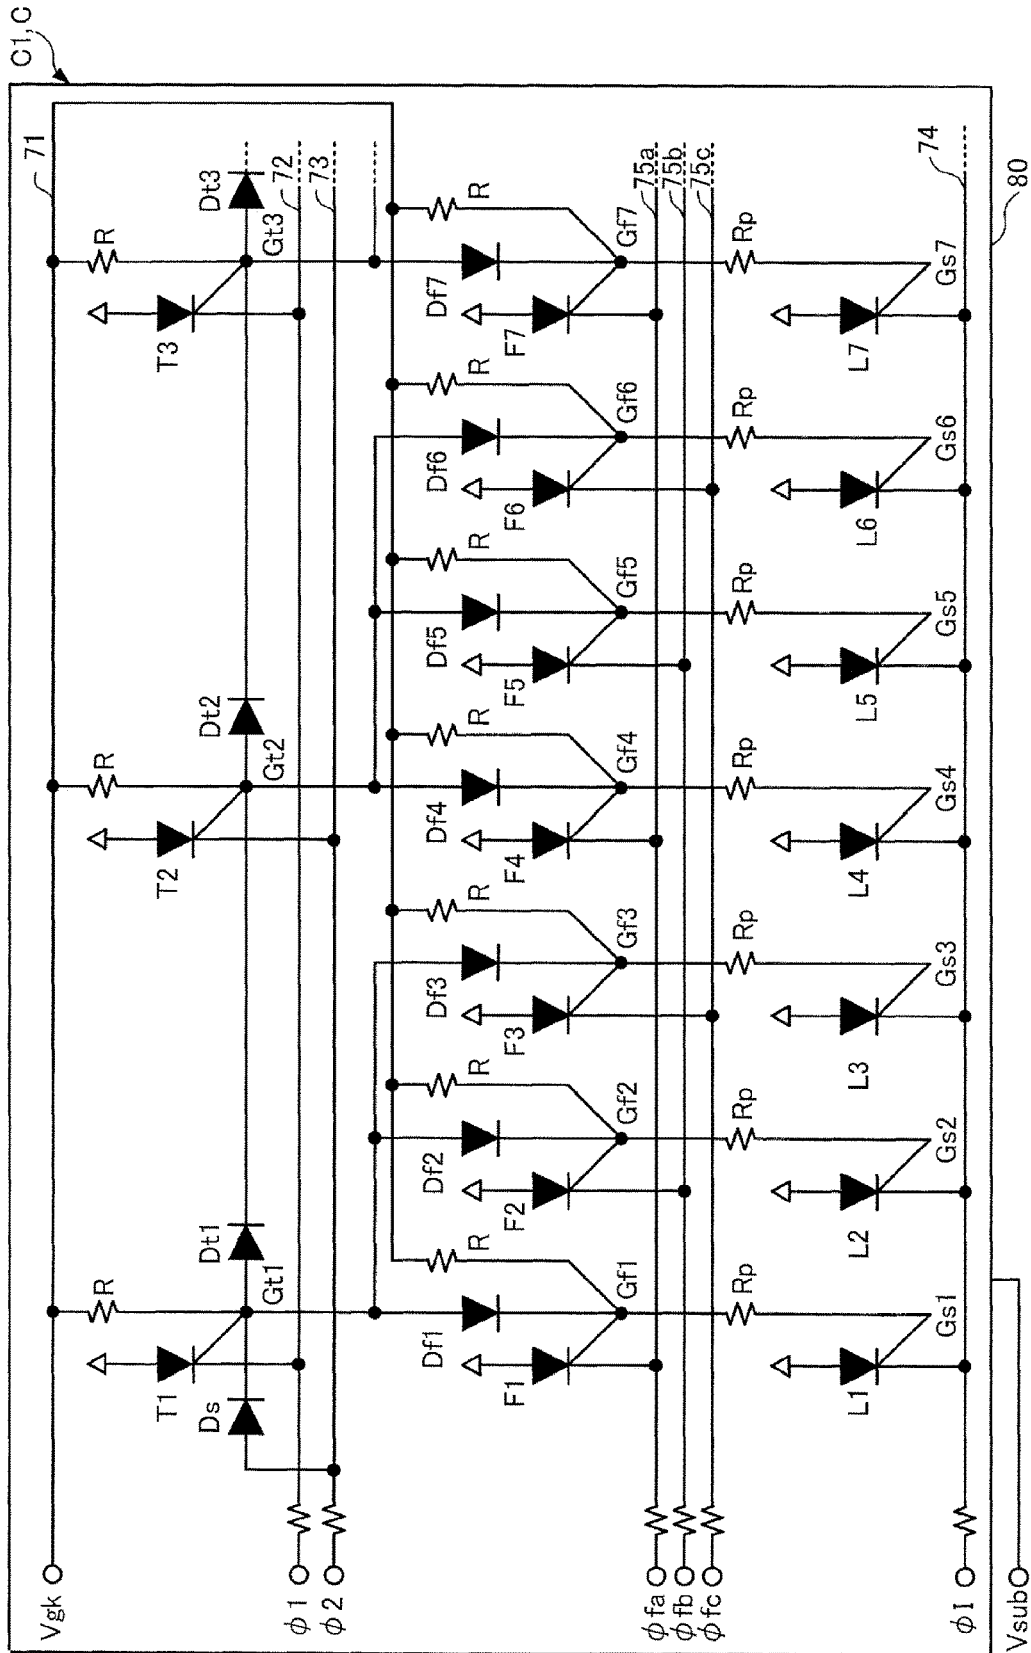 C1,C
71
Vgk
R
R
R
T1
T2
T3
Ds
Dt1
Dt2
Dt3
Gt1
Gt2
Gt3
72
73
φ1
φ2
R
R
R
R
R
R
R
Df1
Df2
Df3
Df4
Df5
Df6
Df7
F1
F2
F3
F4
F5
F6
F7
Gf1
Gf2
Gf3
Gf4
Gf5
Gf6
Gf7
φfa
φfb
φfc
75a
75b
75c
Rp
Rp
Rp
Rp
Rp
Rp
Rp
L1
L2
L3
L4
L5
L6
L7
Gs1
Gs2
Gs3
Gs4
Gs5
Gs6
Gs7
φI
74
80
Vsub